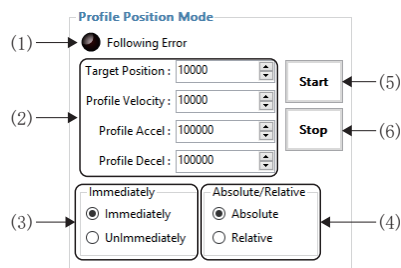 Profile Position Mode
(1) Following Error
Target Position : 10000
Profile Velocity : 10000
Profile Accel : 100000
Profile Decel : 100000
(2)
Start (5)
Stop (6)
Immediately
Immediately
UnImmediately
(3)
Absolute/Relative
Absolute
Relative
(4)